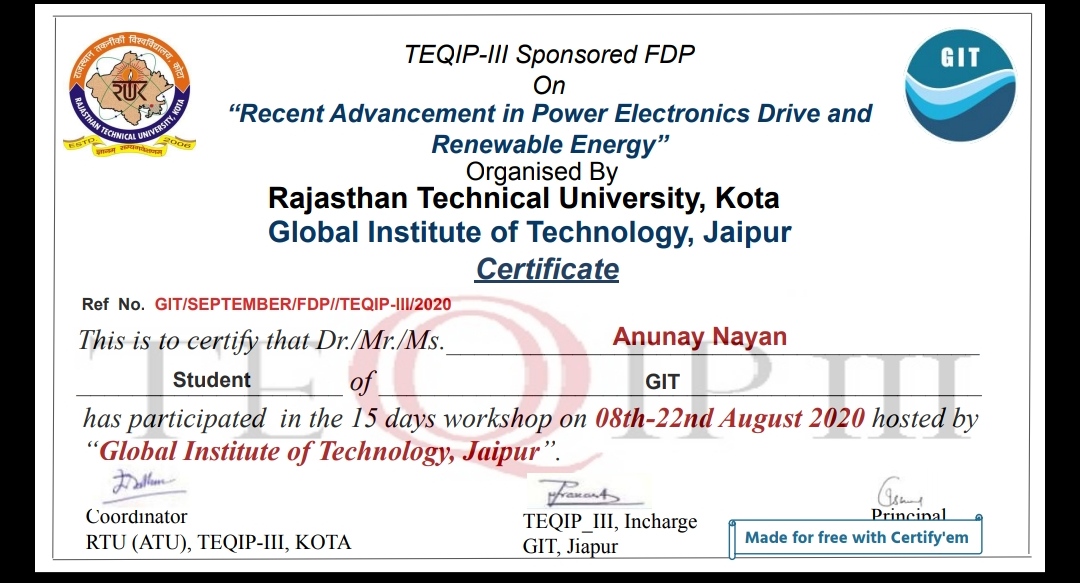 राजस्थान तकनीकी विश्वविद्यालय, कोटा
RAJASTHAN TECHNICAL UNIVERSITY, KOTA
ESTD. 2006
GIT
TEQIP-III Sponsored FDP
On
“Recent Advancement in Power Electronics Drive and
Renewable Energy”
Organised By
Rajasthan Technical University, Kota
Global Institute of Technology, Jaipur
Certificate
Ref No. GIT/SEPTEMBER/FDP//TEQIP-III/2020
TEQIP III
This is to certify that Dr./Mr./Ms. Anunay Nayan
Student of GIT
has participated in the 15 days workshop on 08th-22nd August 2020 hosted by
“Global Institute of Technology, Jaipur”.
Coordinator
RTU (ATU), TEQIP-III, KOTA
TEQIP_III, Incharge
GIT, Jiapur
Principal
Made for free with Certify'em